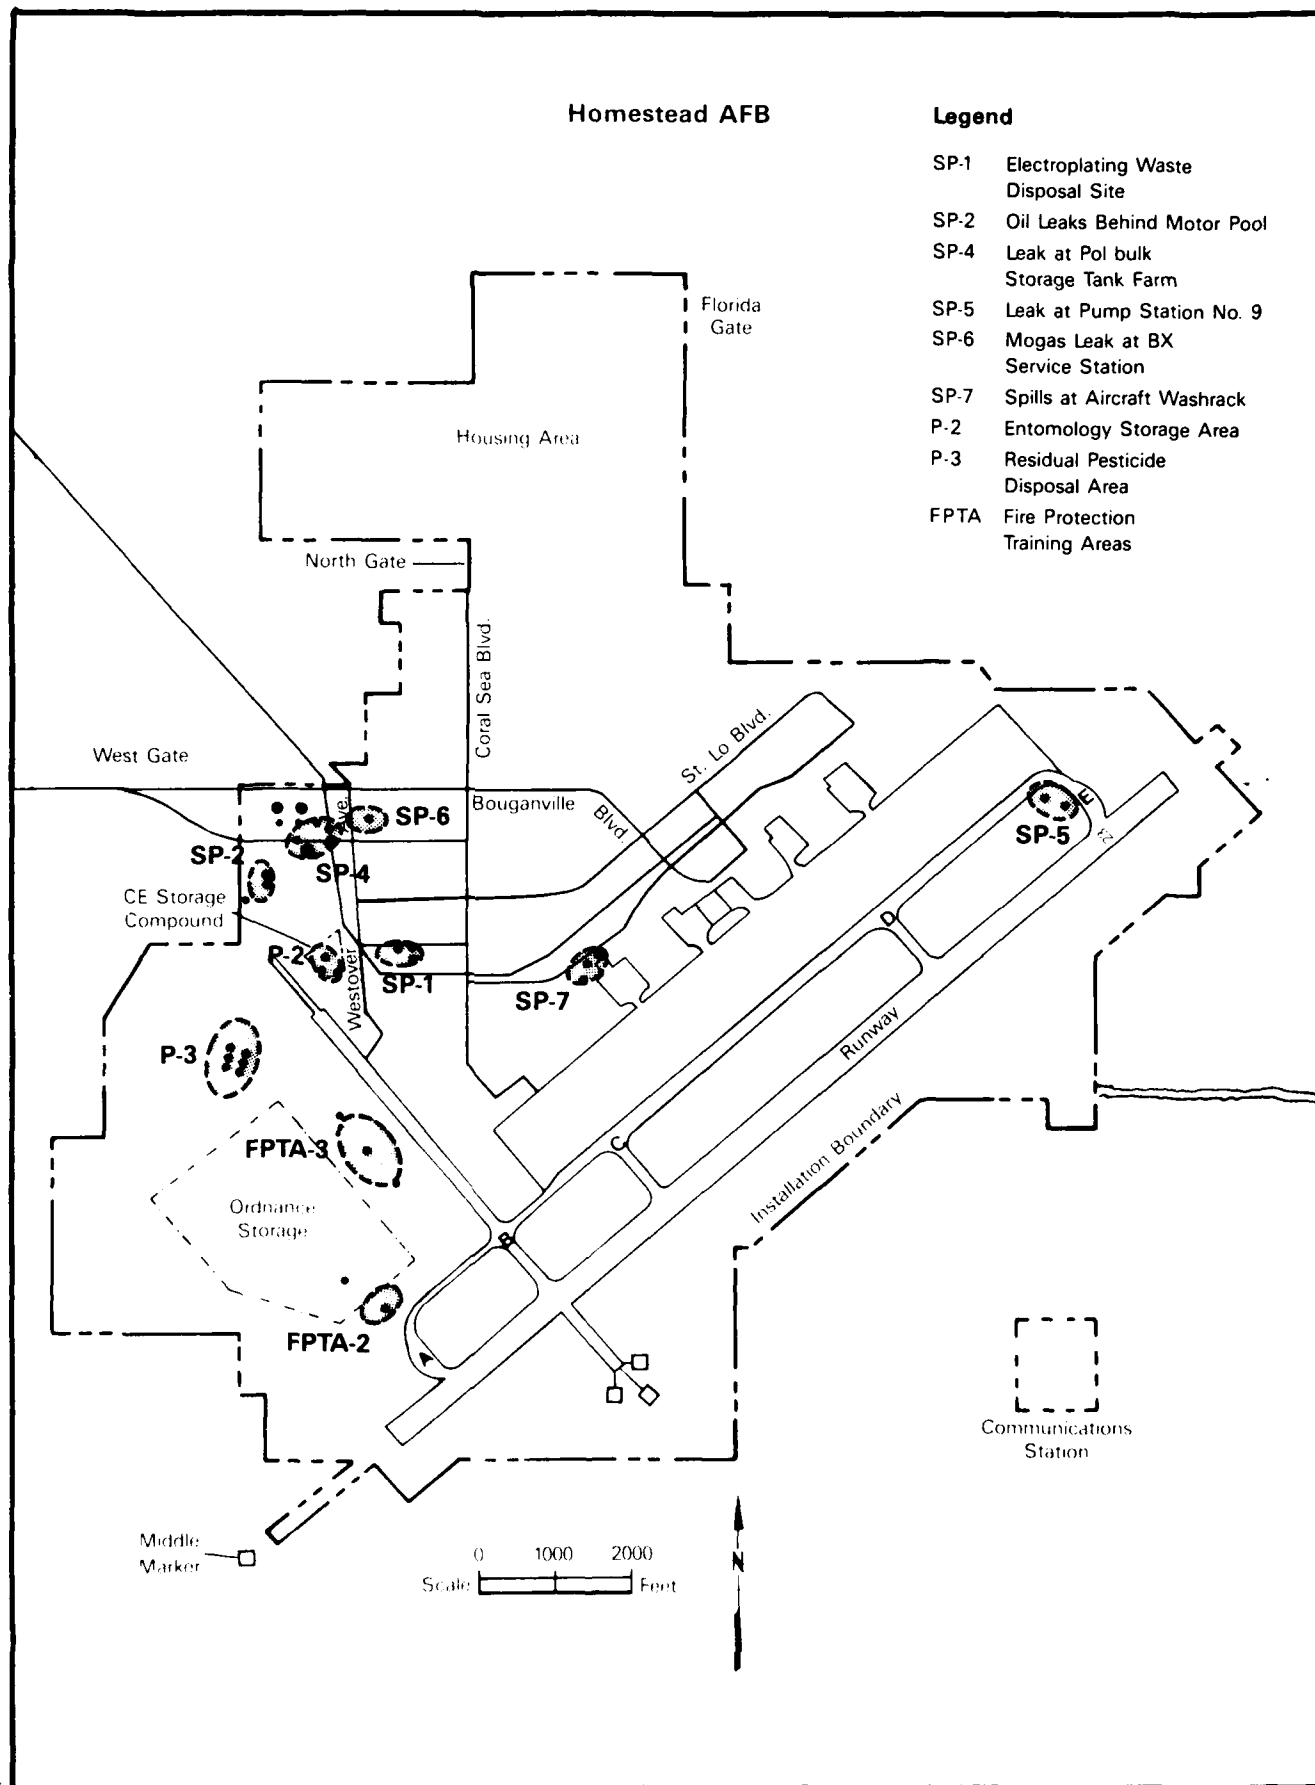 Homestead AFB
Legend
SP-1 Electroplating Waste
Disposal Site
SP-2 Oil Leaks Behind Motor Pool
SP-4 Leak at Pol bulk
Storage Tank Farm
SP-5 Leak at Pump Station No. 9
SP-6 Mogas Leak at BX
Service Station
SP-7 Spills at Aircraft Washrack
P-2 Entomology Storage Area
P-3 Residual Pesticide
Disposal Area
FPTA Fire Protection
Training Areas
Florida
Gate
Housing Area
North Gate
Coral Sea Blvd.
St. Lo Blvd.
West Gate
Bouganville
Blvd.
Ave.
SP-6
SP-5
E
23
SP-2
SP-4
CE Storage
Compound
D
P-2
SP-1
Westover
SP-7
Runway
P-3
Installation Boundary
FPTA-3
C
Ordnance
Storage
B
FPTA-2
A
Communications
Station
Middle
Marker
0 1000 2000
Scale Feet
N